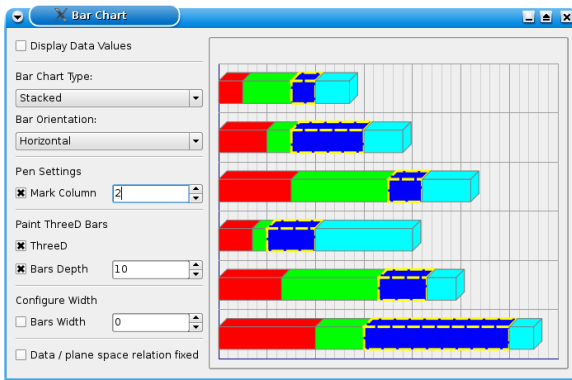 Bar Chart
Display Data Values
Bar Chart Type:
Stacked
Bar Orientation:
Horizontal
Pen Settings
Mark Column 2
Paint ThreeD Bars
ThreeD
Bars Depth 10
Configure Width
Bars Width 0
Data / plane space relation fixed